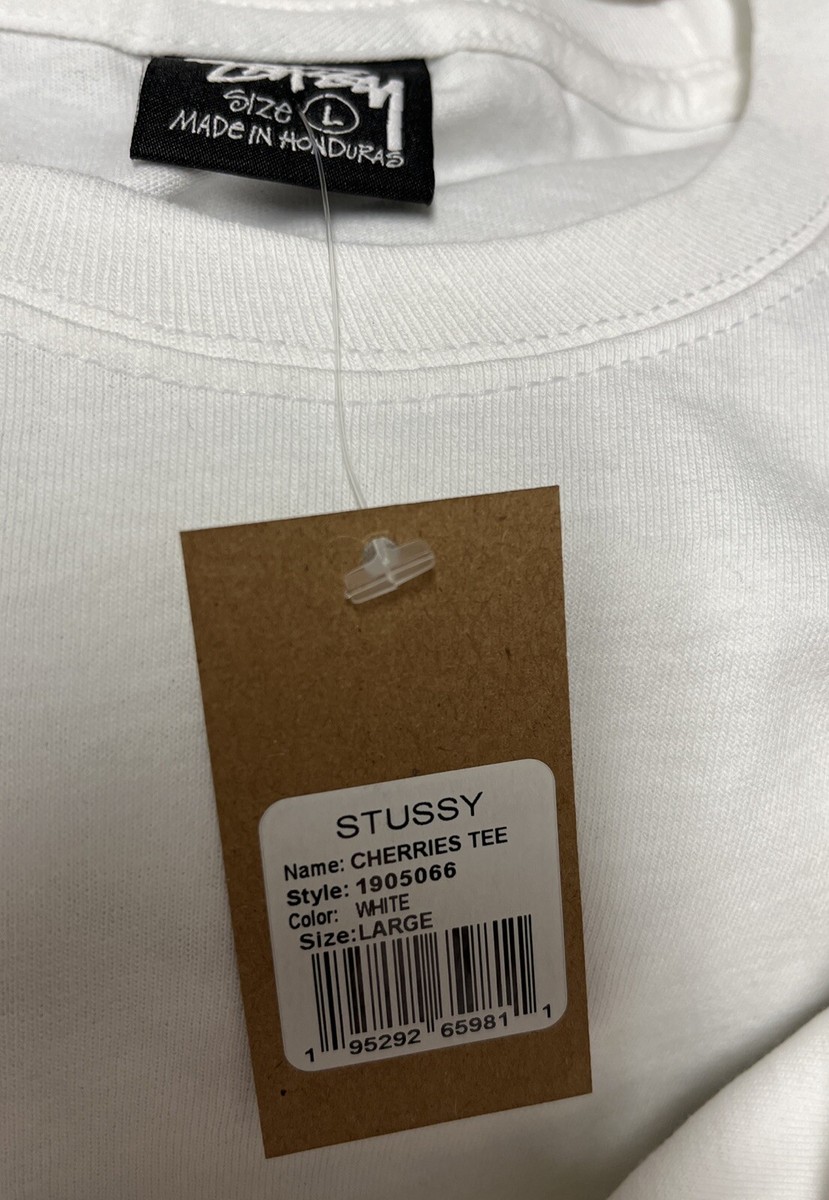 STUSSY
SIZE L
MADE IN HONDURAS
STUSSY
Name: CHERRIES TEE
Style: 1905066
Color: WHITE
Size:LARGE
1 95292 65981 1